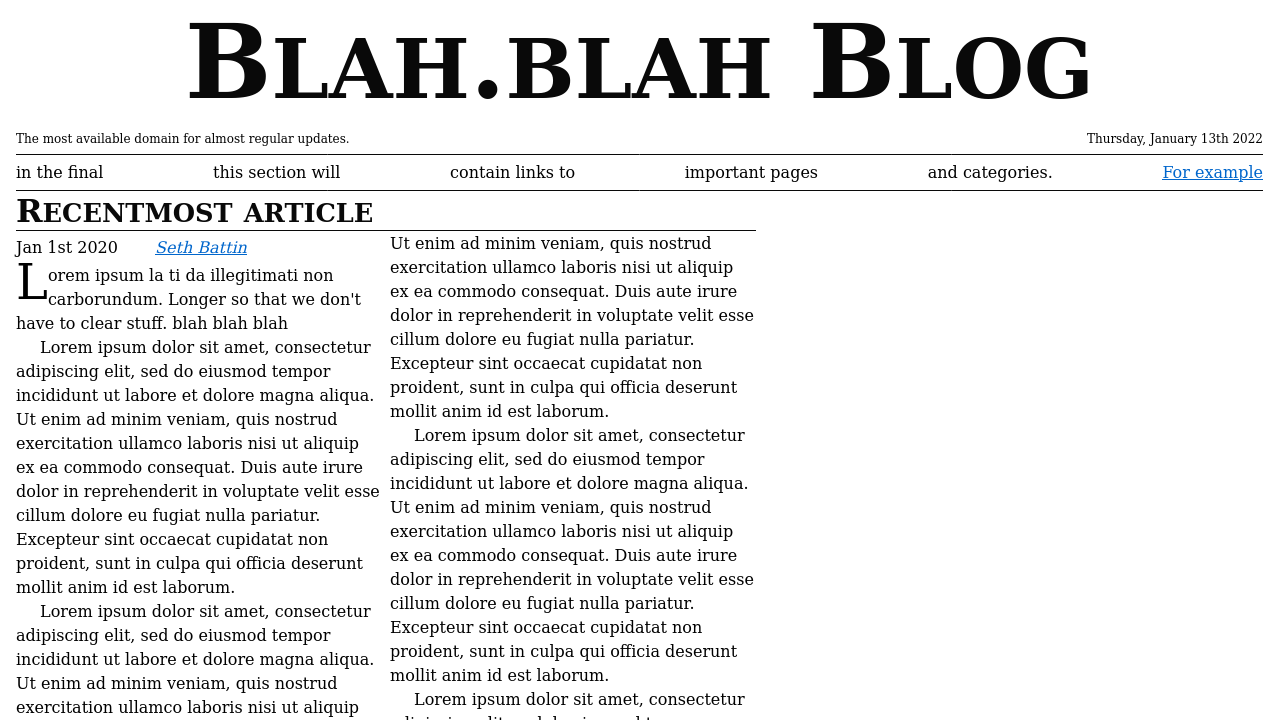 Blah.blah Blog
The most available domain for almost regular updates. Thursday, January 13th 2022
in the final this section will contain links to important pages and categories. For example
Recentmost article
Jan 1st 2020 Seth Battin
Lorem ipsum la ti da illegitimati non
carborundum. Longer so that we don't
have to clear stuff. blah blah blah
Lorem ipsum dolor sit amet, consectetur
adipiscing elit, sed do eiusmod tempor
incididunt ut labore et dolore magna aliqua.
Ut enim ad minim veniam, quis nostrud
exercitation ullamco laboris nisi ut aliquip
ex ea commodo consequat. Duis aute irure
dolor in reprehenderit in voluptate velit esse
cillum dolore eu fugiat nulla pariatur.
Excepteur sint occaecat cupidatat non
proident, sunt in culpa qui officia deserunt
mollit anim id est laborum.
Lorem ipsum dolor sit amet, consectetur
adipiscing elit, sed do eiusmod tempor
incididunt ut labore et dolore magna aliqua.
Ut enim ad minim veniam, quis nostrud
exercitation ullamco laboris nisi ut aliquip
Ut enim ad minim veniam, quis nostrud
exercitation ullamco laboris nisi ut aliquip
ex ea commodo consequat. Duis aute irure
dolor in reprehenderit in voluptate velit esse
cillum dolore eu fugiat nulla pariatur.
Excepteur sint occaecat cupidatat non
proident, sunt in culpa qui officia deserunt
mollit anim id est laborum.
Lorem ipsum dolor sit amet, consectetur
adipiscing elit, sed do eiusmod tempor
incididunt ut labore et dolore magna aliqua.
Ut enim ad minim veniam, quis nostrud
exercitation ullamco laboris nisi ut aliquip
ex ea commodo consequat. Duis aute irure
dolor in reprehenderit in voluptate velit esse
cillum dolore eu fugiat nulla pariatur.
Excepteur sint occaecat cupidatat non
proident, sunt in culpa qui officia deserunt
mollit anim id est laborum.
Lorem ipsum dolor sit amet, consectetur